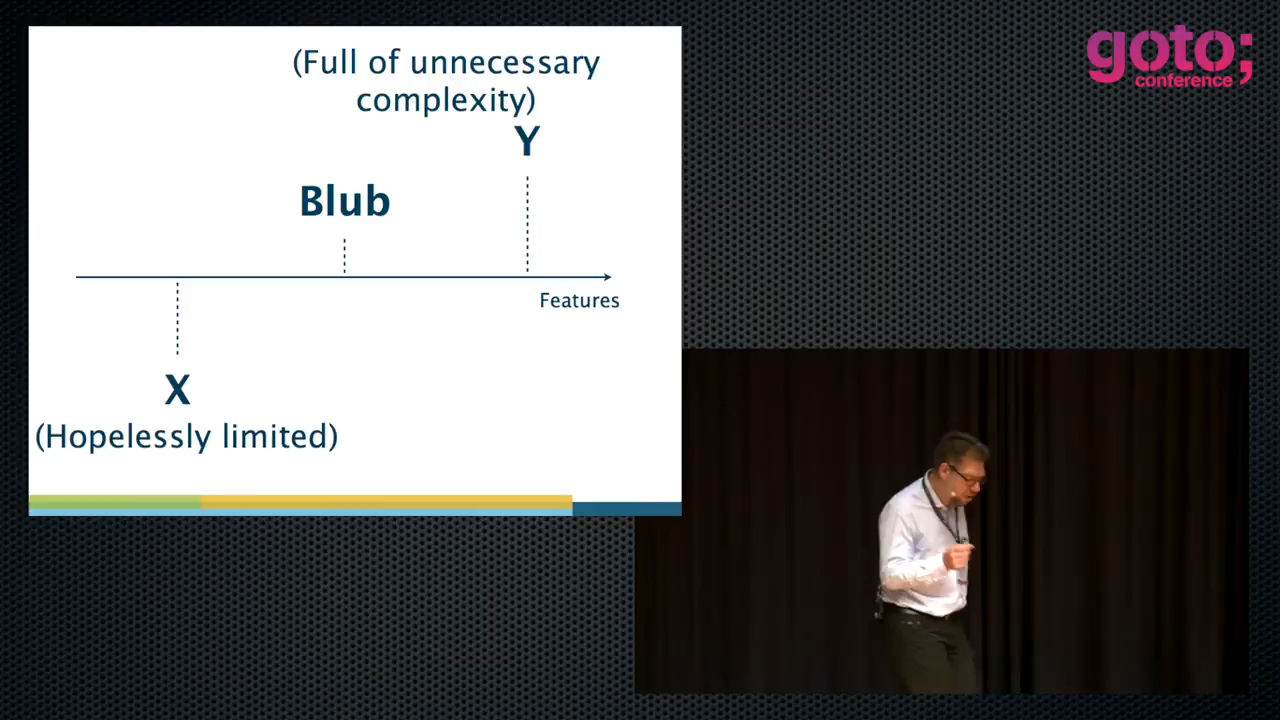 (Full of unnecessary
complexity)
Y
Blub
Features
X
(Hopelessly limited)
goto;
conference